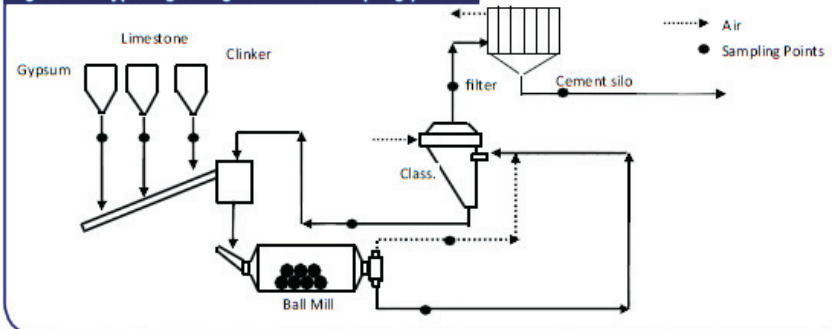 Limestone
Clinker
Gypsum
Air
Sampling Points
filter
Cement silo
Class.
Ball Mill